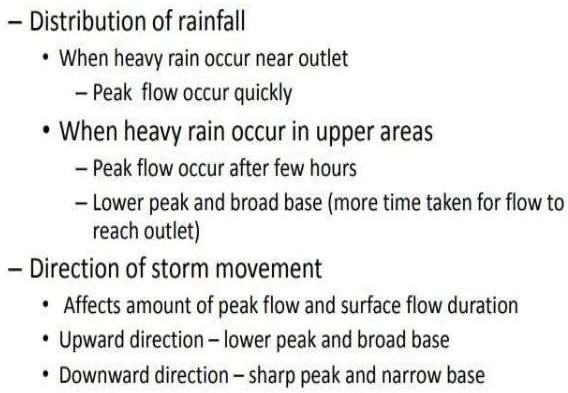 – Distribution of rainfall
• When heavy rain occur near outlet
– Peak flow occur quickly
• When heavy rain occur in upper areas
– Peak flow occur after few hours
– Lower peak and broad base (more time taken for flow to
reach outlet)
– Direction of storm movement
• Affects amount of peak flow and surface flow duration
• Upward direction – lower peak and broad base
• Downward direction – sharp peak and narrow base